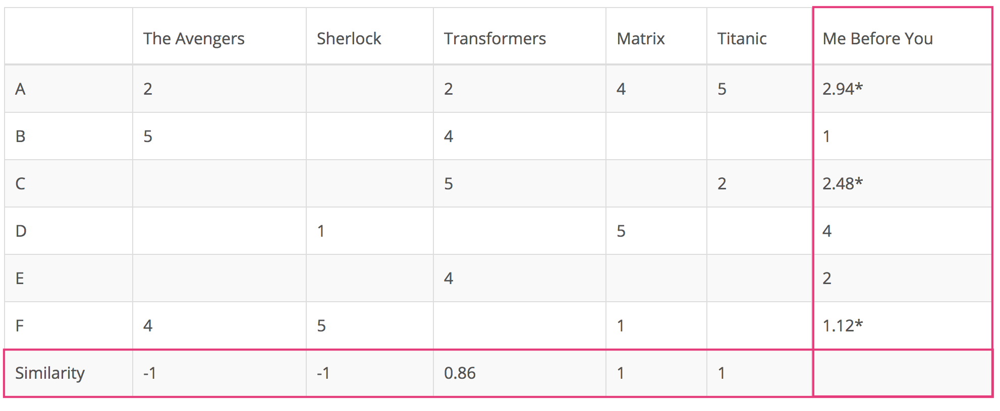 The Avengers Sherlock Transformers Matrix Titanic Me Before You
A 2 2 4 5 2.94*
B 5 4 1
C 5 2 2.48*
D 1 5 4
E 4 2
F 4 5 1 1.12*
Similarity -1 -1 0.86 1 1